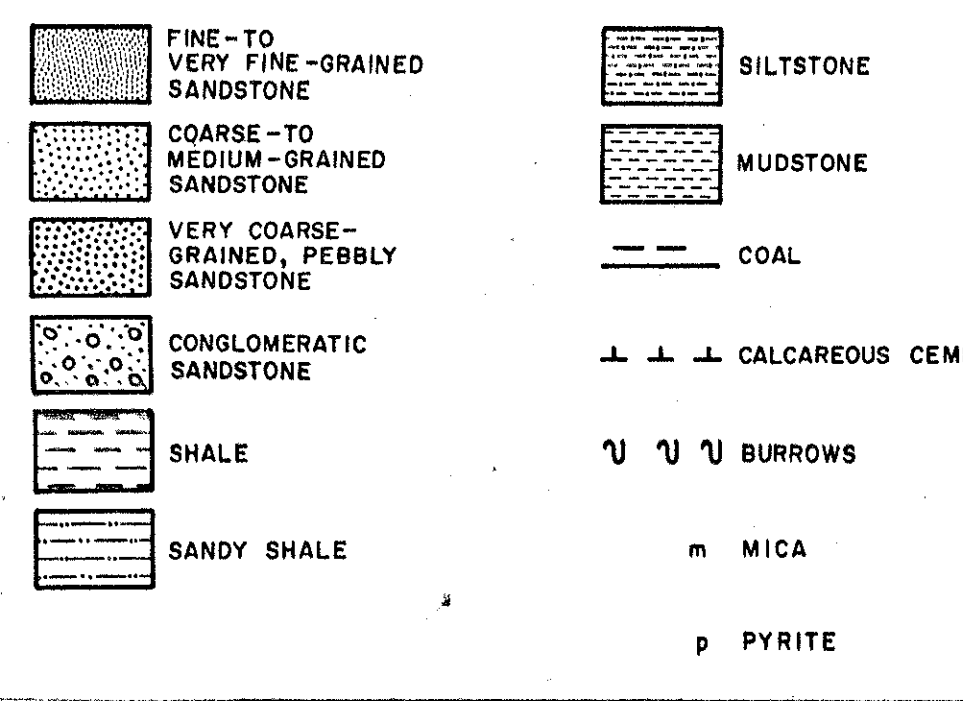 FINE-TO
VERY FINE-GRAINED
SANDSTONE
COARSE-TO
MEDIUM-GRAINED
SANDSTONE
VERY COARSE-
GRAINED, PEBBLY
SANDSTONE
CONGLOMERATIC
SANDSTONE
SHALE
SANDY SHALE
SILTSTONE
MUDSTONE
COAL
CALCAREOUS CEM
BURROWS
m MICA
p PYRITE